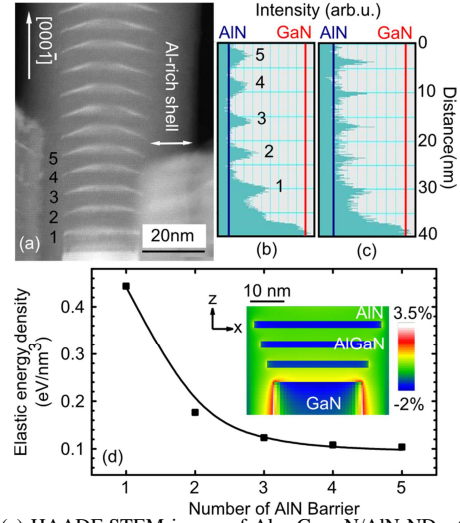 Intensity (arb.u.)
AlN GaN AlN GaN
[0001̄]
Al-rich shell
5
4
3
2
1
20nm
(a)
5
4
3
2
1
(b)
(c)
0
10
20
30
40
Distance(nm)
Elastic energy density
(eV/nm³)
0.4
0.3
0.2
0.1
(d)
10 nm
z
x
AlN
AlGaN
GaN
3.5%
-2%
1 2 3 4 5
Number of AlN Barrier